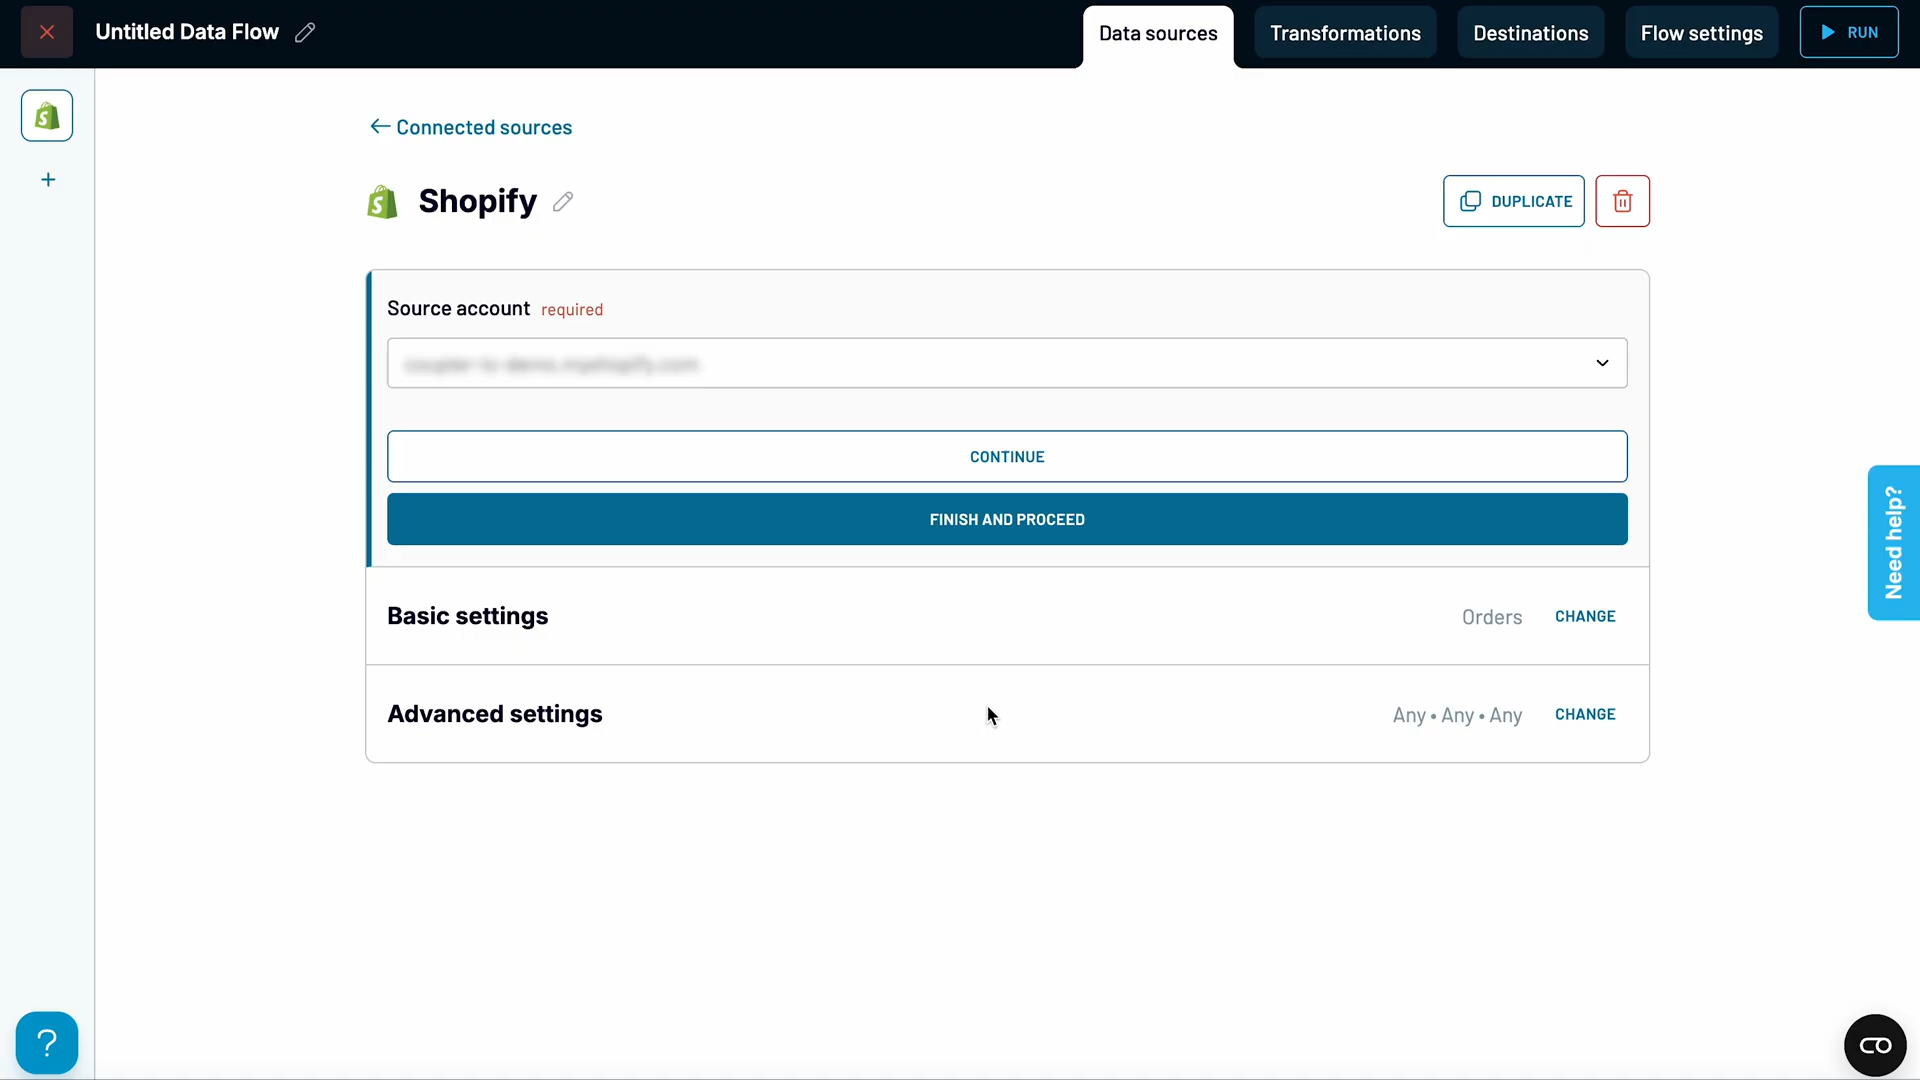 Untitled Data Flow
Data sources
Transformations
Destinations
Flow settings
RUN
← Connected sources
Shopify
DUPLICATE
Source account required
CONTINUE
FINISH AND PROCEED
Basic settings
Orders
CHANGE
Advanced settings
Any • Any • Any
CHANGE
Need help?